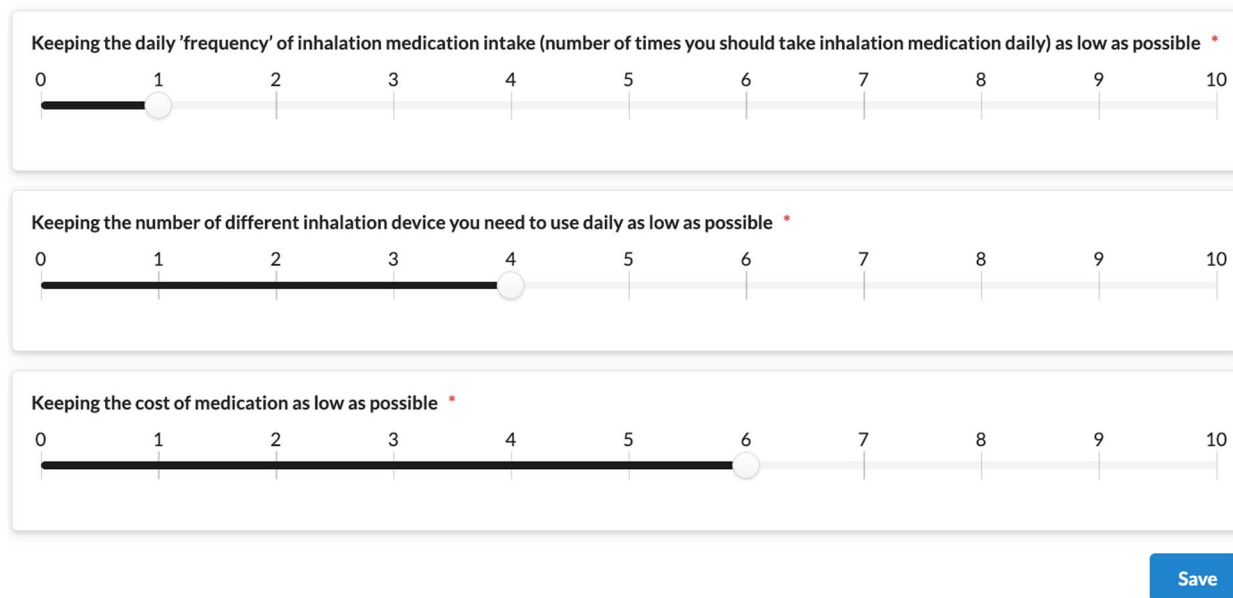 Keeping the daily ’frequency’ of inhalation medication intake (number of times you should take inhalation medication daily) as low as possible *
0 1 2 3 4 5 6 7 8 9 10
Keeping the number of different inhalation device you need to use daily as low as possible *
0 1 2 3 4 5 6 7 8 9 10
Keeping the cost of medication as low as possible *
0 1 2 3 4 5 6 7 8 9 10
Save